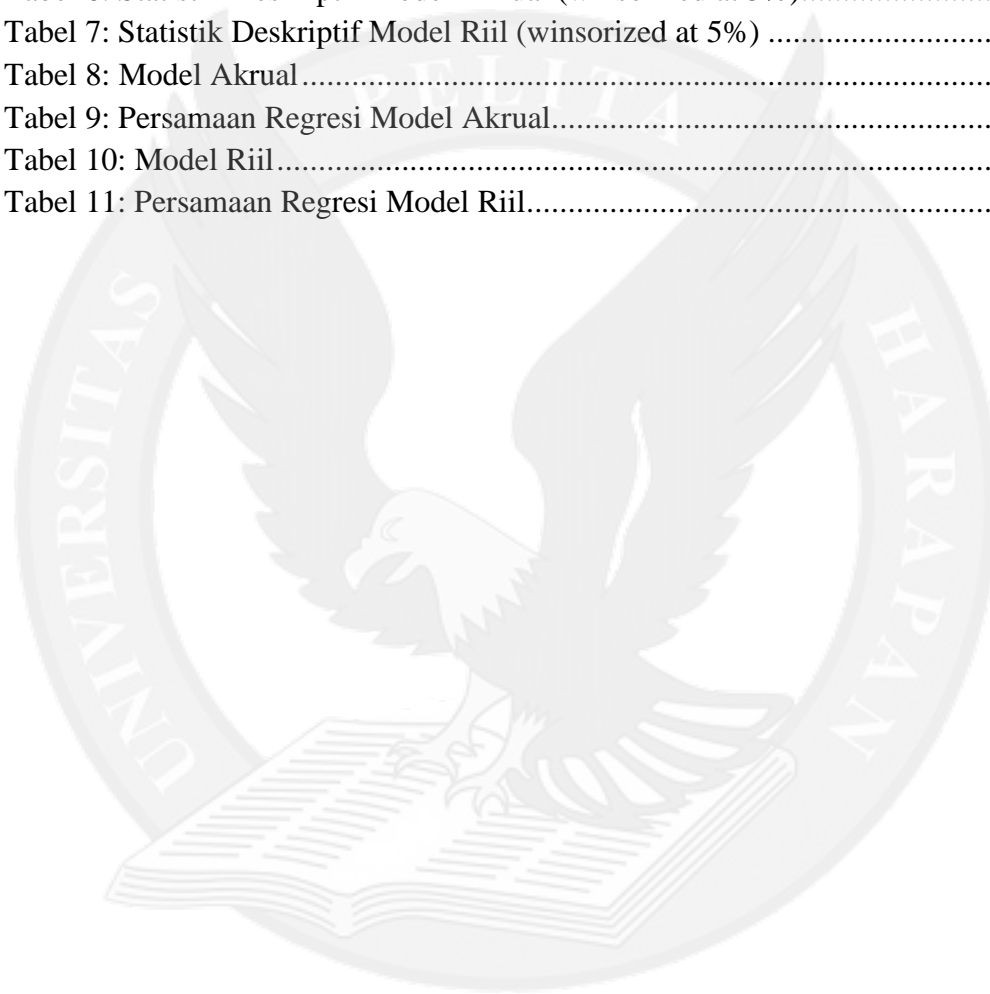 Tabel 7: Statistik Deskriptif Model Riil (winsorized at 5%) ..........................
Tabel 8: Model Akrual...................................................................................
Tabel 9: Persamaan Regresi Model Akrual.....................................................
Tabel 10: Model Riil......................................................................................
Tabel 11: Persamaan Regresi Model Riil........................................................
UNIVERSITAS PELITA HARAPAN